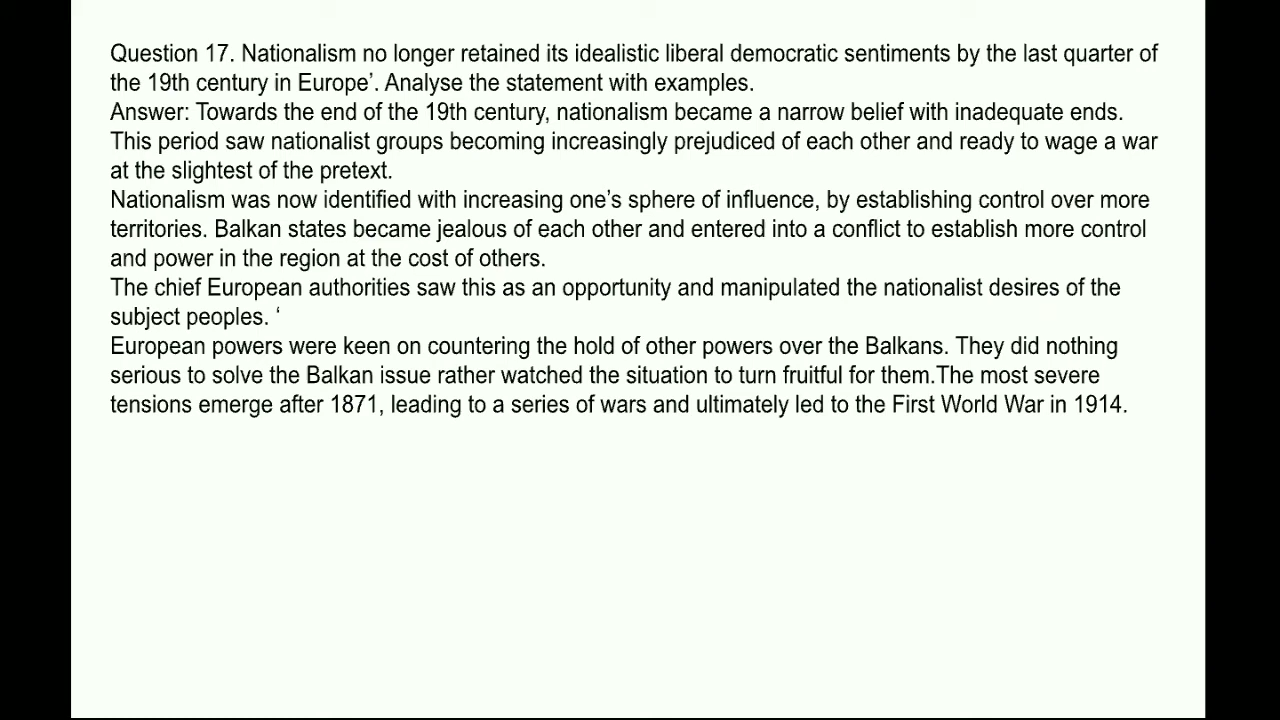 Question 17. Nationalism no longer retained its idealistic liberal democratic sentiments by the last quarter of
the 19th century in Europe’. Analyse the statement with examples.
Answer: Towards the end of the 19th century, nationalism became a narrow belief with inadequate ends.
This period saw nationalist groups becoming increasingly prejudiced of each other and ready to wage a war
at the slightest of the pretext.
Nationalism was now identified with increasing one’s sphere of influence, by establishing control over more
territories. Balkan states became jealous of each other and entered into a conflict to establish more control
and power in the region at the cost of others.
The chief European authorities saw this as an opportunity and manipulated the nationalist desires of the
subject peoples. ‘
European powers were keen on countering the hold of other powers over the Balkans. They did nothing
serious to solve the Balkan issue rather watched the situation to turn fruitful for them.The most severe
tensions emerge after 1871, leading to a series of wars and ultimately led to the First World War in 1914.